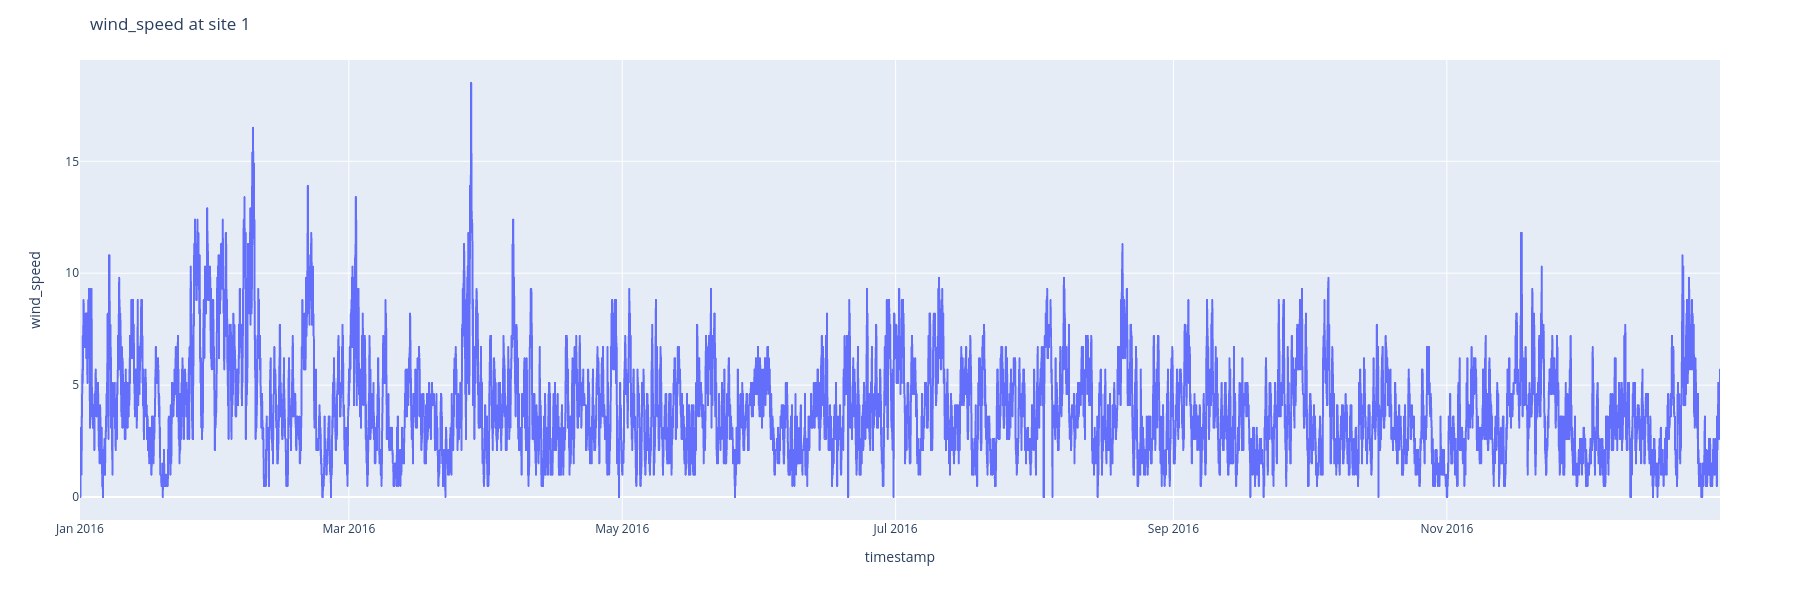 wind_speed at site 1
wind_speed
15
10
5
0
Jan 2016
Mar 2016
May 2016
Jul 2016
Sep 2016
Nov 2016
timestamp